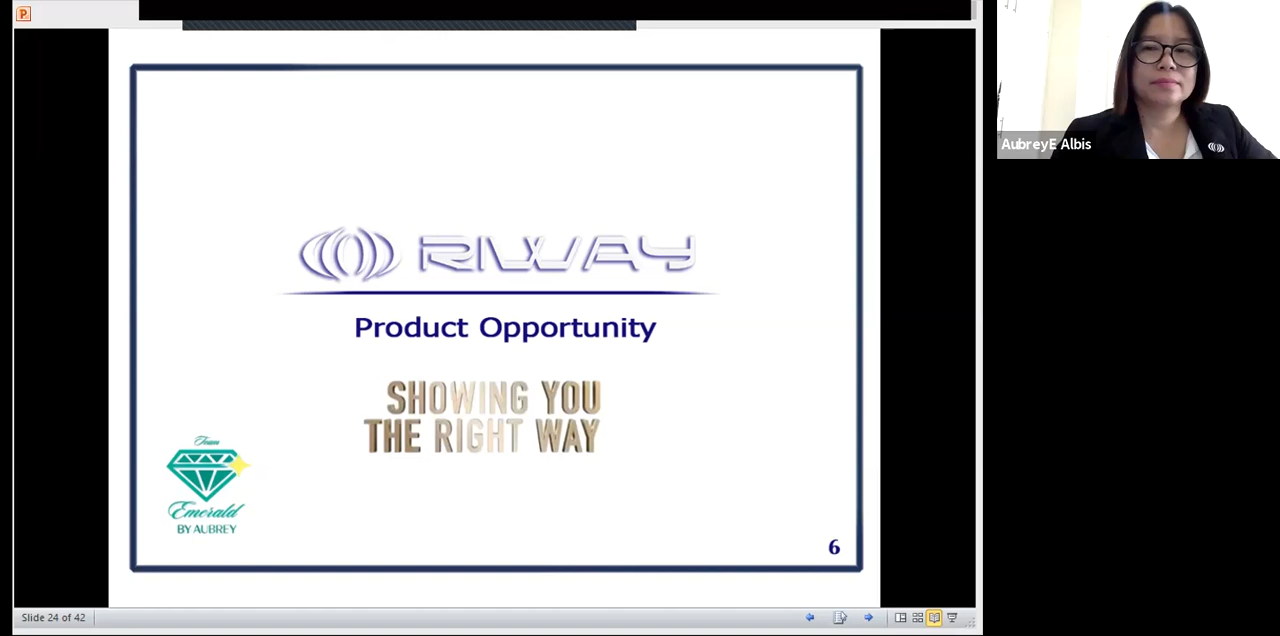 AubreyE Albis
RIWAY
Product Opportunity
SHOWING YOU
THE RIGHT WAY
Team
Emerald
BY AUBREY
6
Slide 24 of 42